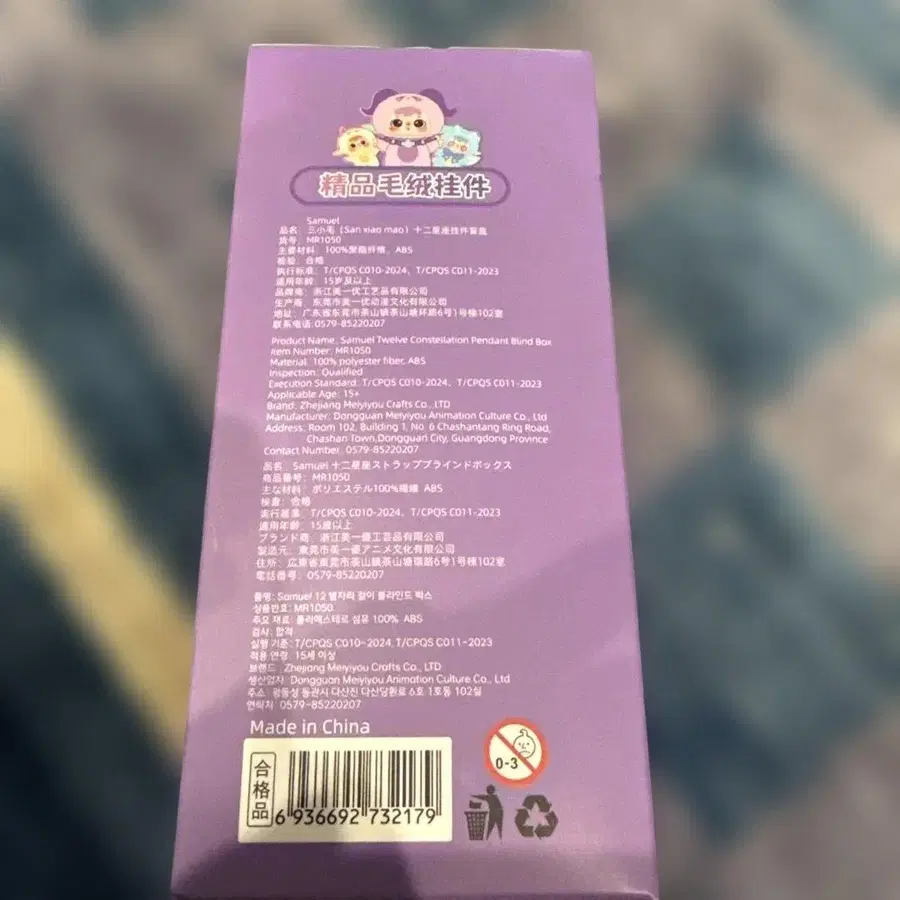 精品毛绒挂件
Samuel
品名：三小毛（San xiao mao）十二星座挂件盲盒
货号：MR1050
主要材料：100%聚酯纤维、ABS
检验：合格
执行标准：T/CPQS C010-2024、T/CPQS C011-2023
适用年龄：15岁及以上
品牌商：浙江美一优工艺品有限公司
生产商：东莞市美一优动漫文化有限公司
地址：广东省东莞市茶山镇茶山塘环路6号1号楼102室
联系电话:0579-85220207
Product Name: Samuel Twelve Constellation Pendant Blind Box
Item Number: MR1050
Material: 100% polyester fiber, ABS
Inspection: Qualified
Execution Standard: T/CPQS C010-2024、T/CPQS C011-2023
Applicable Age: 15+
Brand: Zhejiang Meiyiyou Crafts Co., LTD
Manufacturer: Dongguan Meiyiyou Animation Culture Co., Ltd
Address: Room 102, Building 1, No. 6 Chashantang Ring Road,
Chashan Town,Dongguan City, Guangdong Province
Contact Number: 0579-85220207
品名：Samuel 十二星座ストラップブラインドボックス
商品番号：MR1050
主な材料：ポリエステル100%繊維 ABS
検査：合格
実行基準：T/CPQS C010-2024、T/CPQS C011-2023
適用年齢：15歳以上
ブランド商：浙江美一優工芸品有限公司
製造元：東莞市美一優アニメ文化有限公司
住所：広東省東莞市茶山鎮茶山塘環路6号1号棟102室
電話番号：0579-85220207
품명: Samuel 12 별자리 걸이 블라인드 박스
상품번호: MR1050
주요 재료: 폴리에스테르 섬유 100% ABS
검사: 합격
실행 기준: T/CPQS C010-2024, T/CPQS C011-2023
적용 연령: 15세 이상
브랜드: Zhejiang Meiyiyou Crafts Co., LTD
생산업자: Dongguan Meiyiyou Animation Culture Co., Ltd
주소: 광동성 동관시 다산진 다산당환로 6호 1호동 102실
연락처 0579-85220207
Made in China
合格品
6 936692 732179
0-3